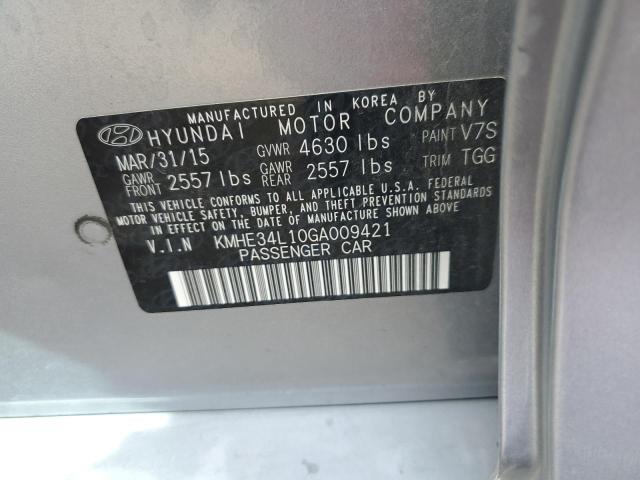 MANUFACTURED IN KOREA BY
HYUNDAI MOTOR COMPANY
MAR/31/15 GVWR 4630 lbs PAINT V7S
GAWR FRONT 2557 lbs GAWR REAR 2557 lbs TRIM TGG
THIS VEHICLE CONFORMS TO ALL APPLICABLE U.S.A. FEDERAL
MOTOR VEHICLE SAFETY, BUMPER, AND THEFT PREVENTION STANDARDS
IN EFFECT ON THE DATE OF MANUFACTURE SHOWN ABOVE.
V.I.N KMHE34L10GA009421
PASSENGER CAR